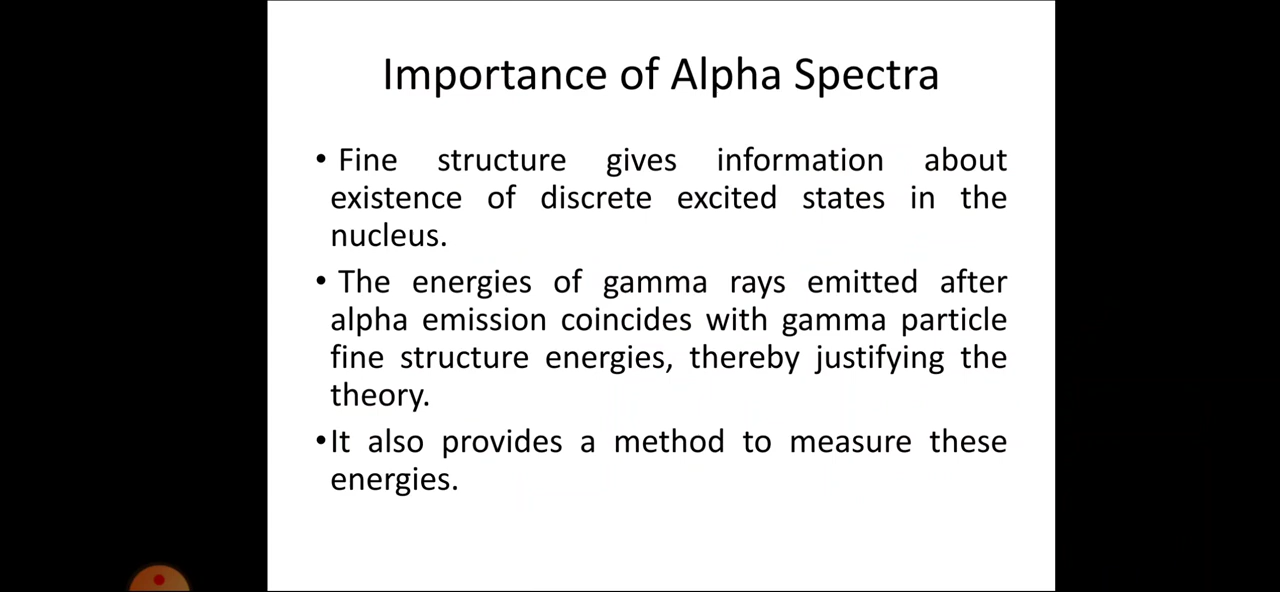 Importance of Alpha Spectra
• Fine structure gives information about
existence of discrete excited states in the
nucleus.
• The energies of gamma rays emitted after
alpha emission coincides with gamma particle
fine structure energies, thereby justifying the
theory.
•It also provides a method to measure these
energies.